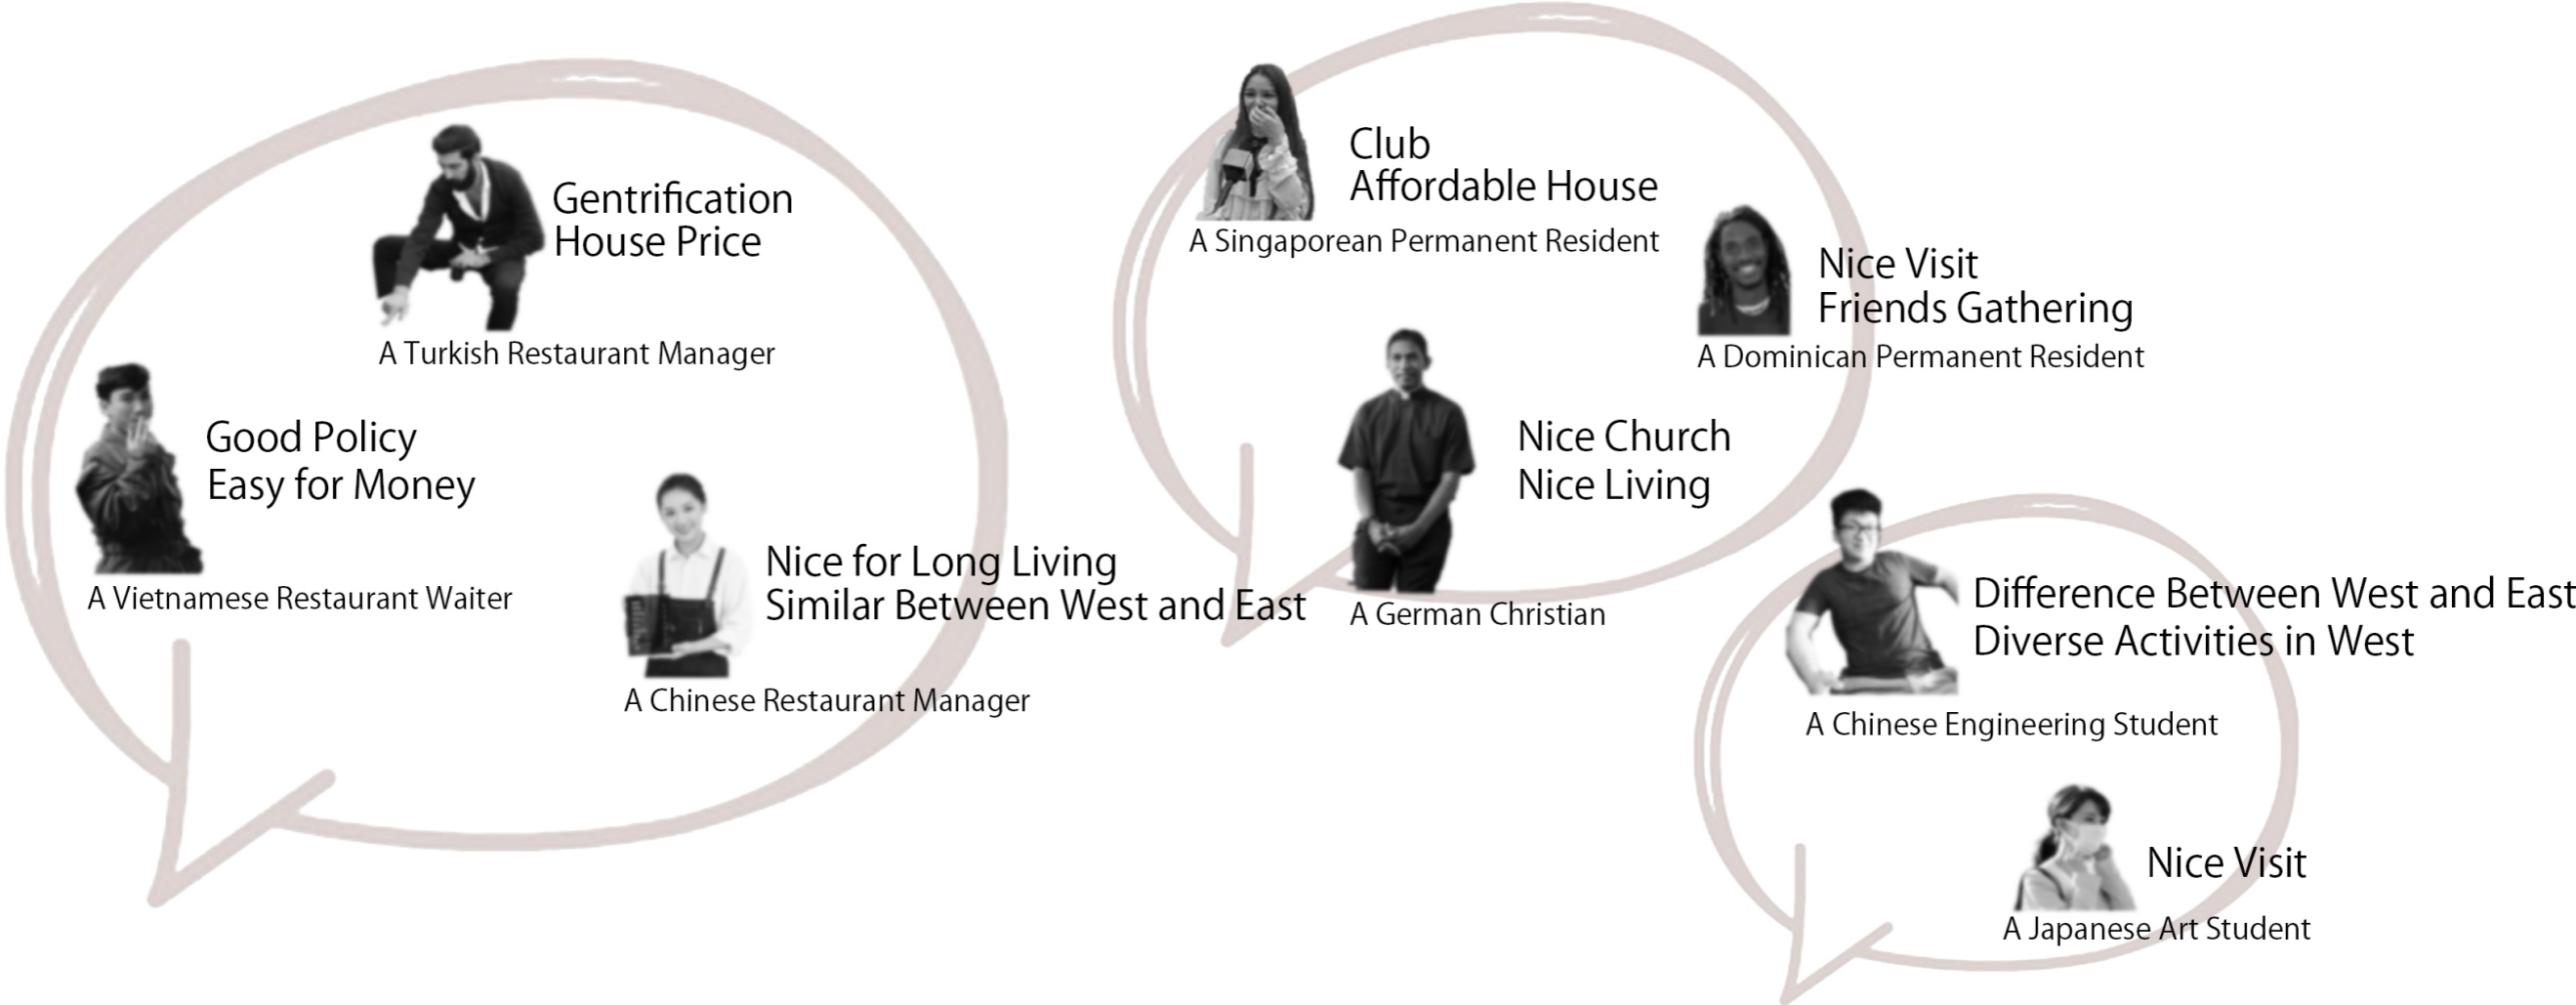 Gentrification
House Price
A Turkish Restaurant Manager
Good Policy
Easy for Money
A Vietnamese Restaurant Waiter
Nice for Long Living
Similar Between West and East
A Chinese Restaurant Manager
Club
Affordable House
A Singaporean Permanent Resident
Nice Visit
Friends Gathering
A Dominican Permanent Resident
Nice Church
Nice Living
A German Christian
Difference Between West and East
Diverse Activities in West
A Chinese Engineering Student
Nice Visit
A Japanese Art Student